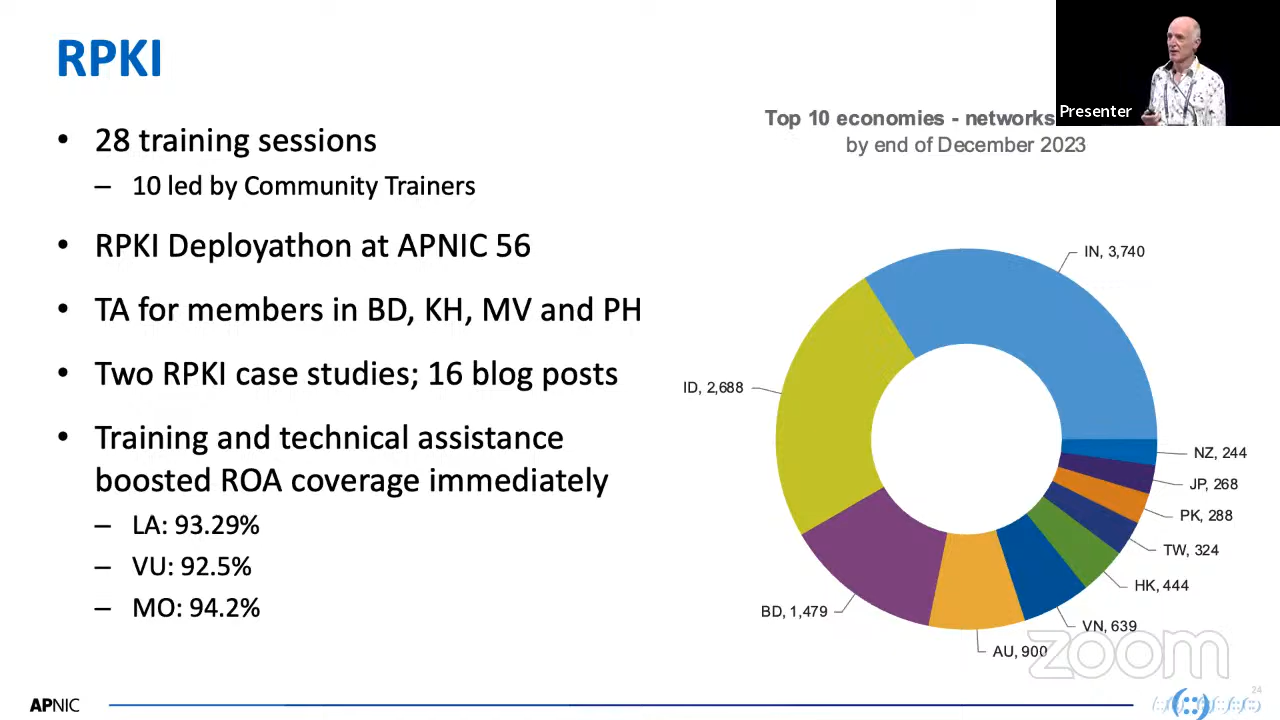 RPKI
• 28 training sessions
– 10 led by Community Trainers
• RPKI Deployathon at APNIC 56
• TA for members in BD, KH, MV and PH
• Two RPKI case studies; 16 blog posts
• Training and technical assistance
boosted ROA coverage immediately
– LA: 93.29%
– VU: 92.5%
– MO: 94.2%
Presenter
Top 10 economies - networks
by end of December 2023
IN, 3,740
ID, 2,688
NZ, 244
JP, 268
PK, 288
TW, 324
HK, 444
BD, 1,479
VN, 639
AU, 900
zoom
APNIC
24